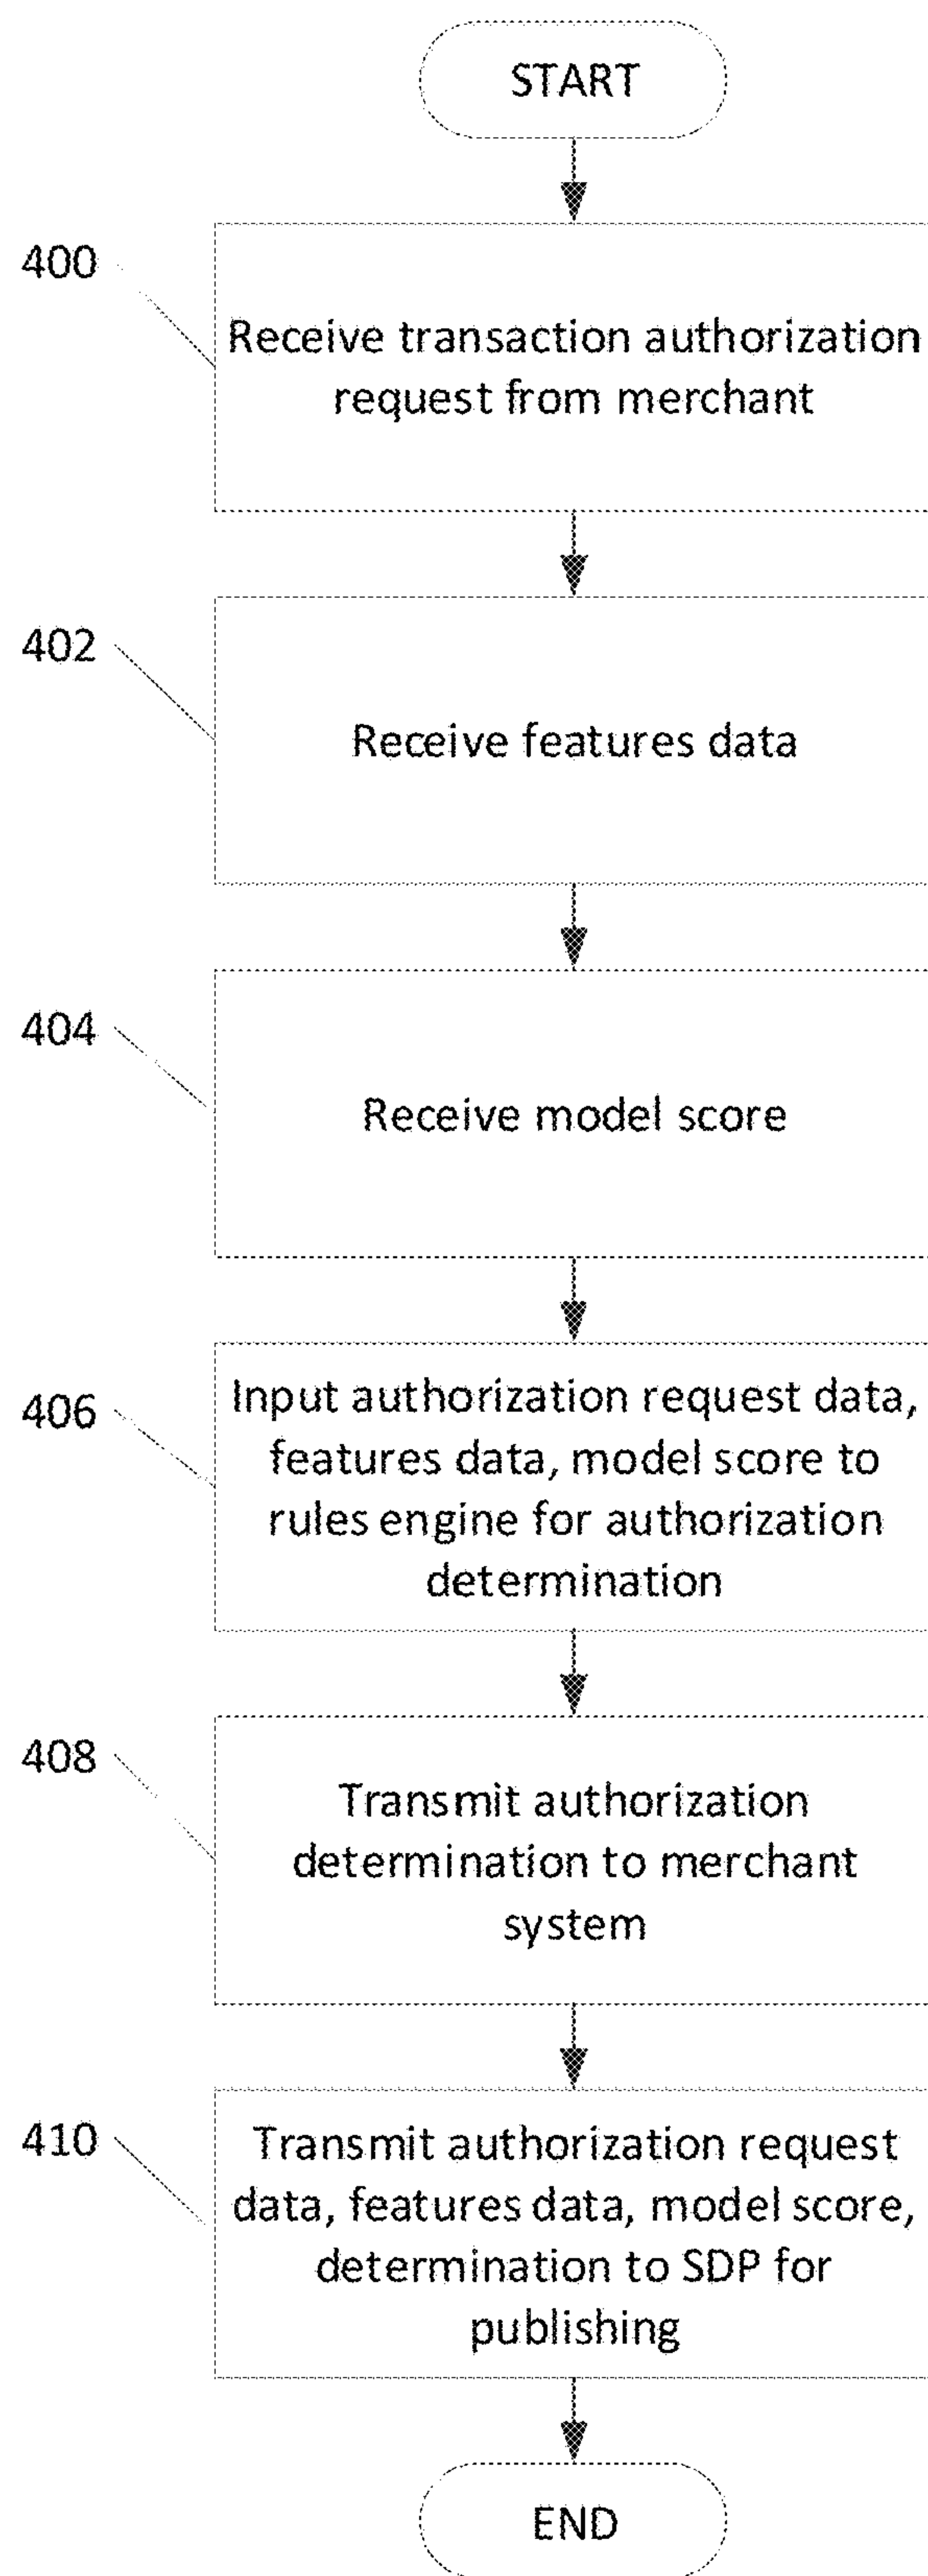 START
400
Receive transaction authorization
request from merchant
402
Receive features data
404
Receive model score
406
Input authorization request data,
features data, model score to
rules engine for authorization
determination
408
Transmit authorization
determination to merchant
system
410
Transmit authorization request
data, features data, model score,
determination to SDP for
publishing
END